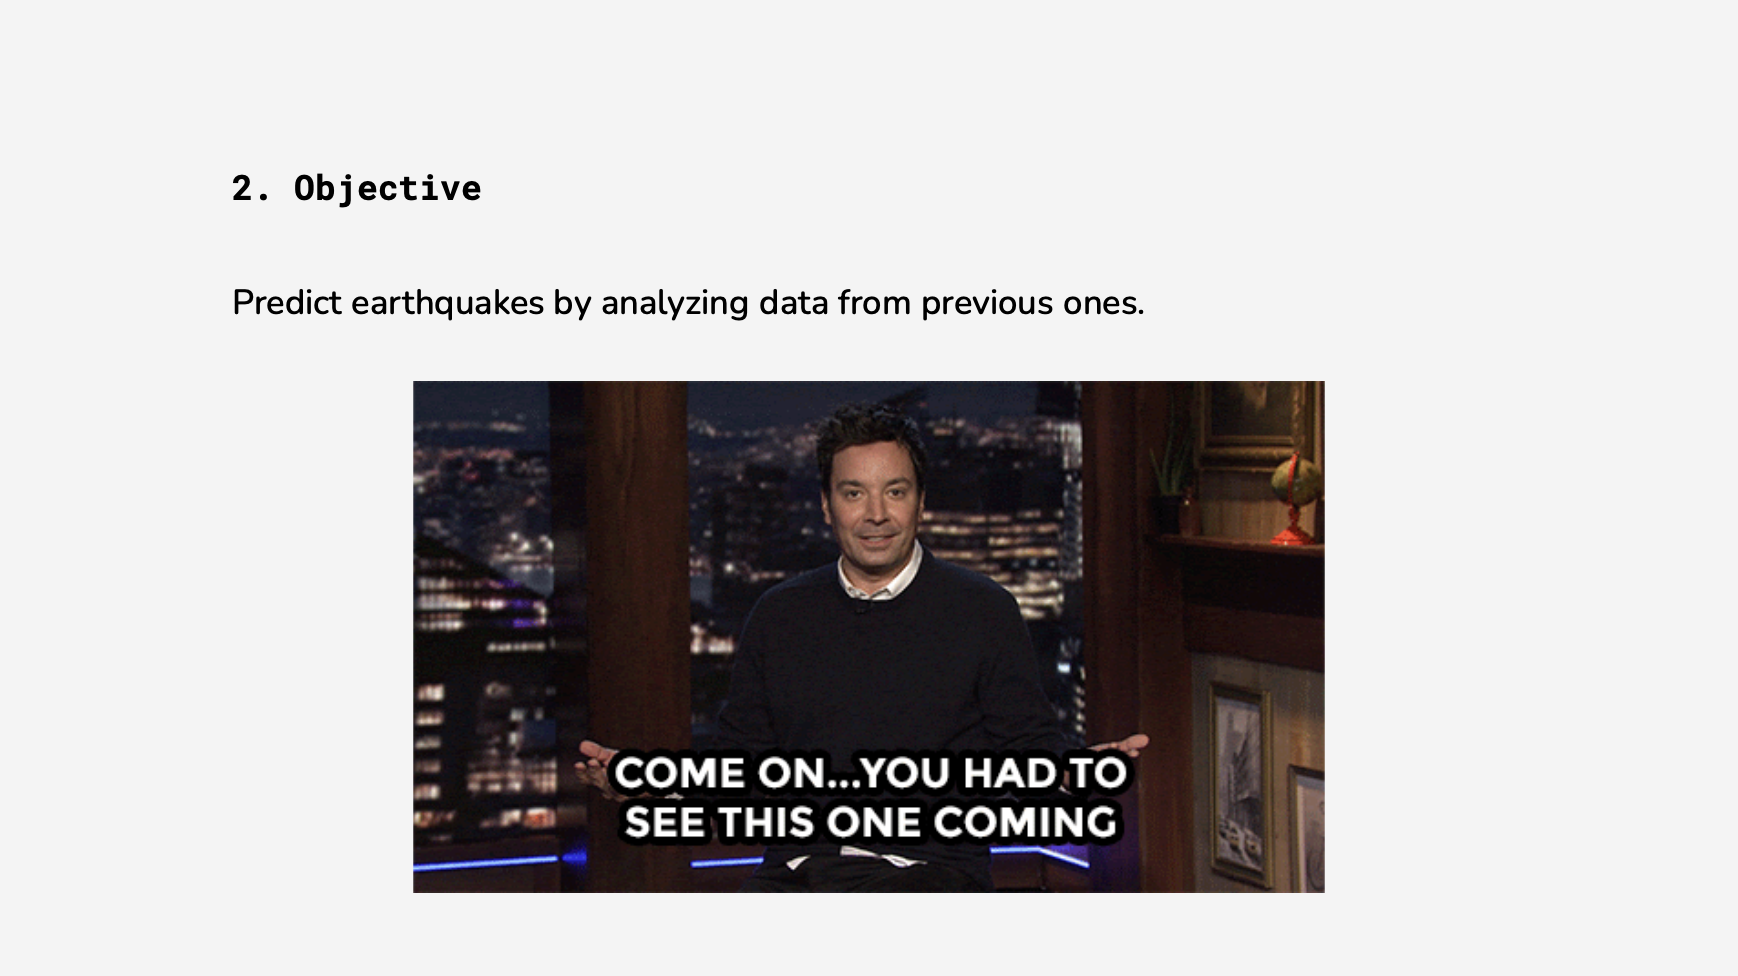 2. Objective
Predict earthquakes by analyzing data from previous ones.
COME ON...YOU HAD TO
SEE THIS ONE COMING